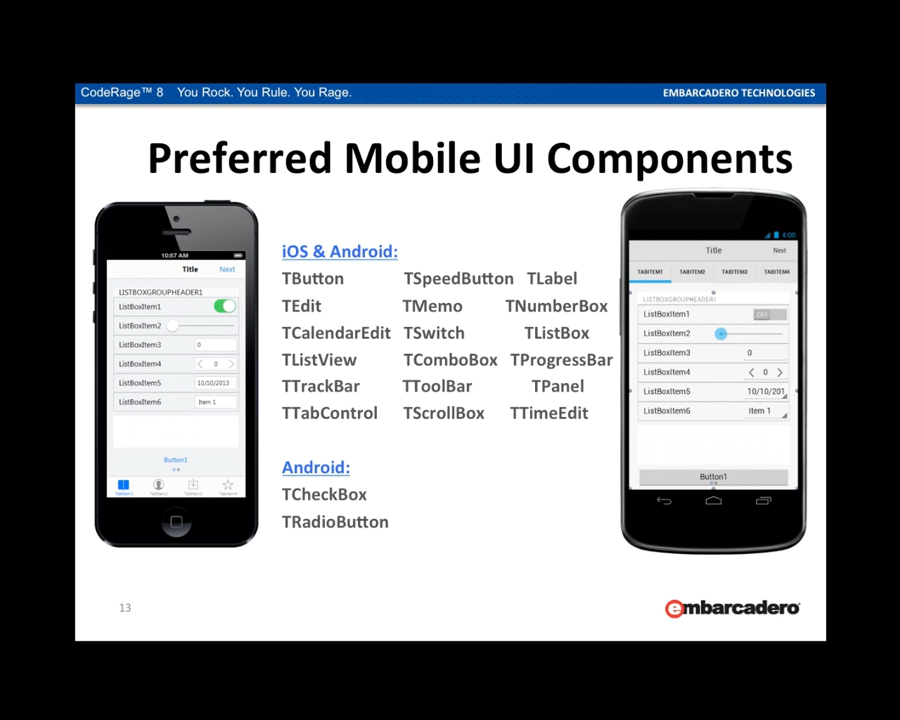 CodeRage™ 8 You Rock. You Rule. You Rage.
EMBARCADERO TECHNOLOGIES
Preferred Mobile UI Components
10:57 AM
Title Next
LISTBOXGROUPHEADER1
ListBoxItem1
ListBoxItem2
ListBoxItem3 0
ListBoxItem4 0
ListBoxItem5 10/10/2013
ListBoxItem6 Item 1
Button1
iOS & Android:
TButton TSpeedButton TLabel
TEdit TMemo TNumberBox
TCalendarEdit TSwitch TListBox
TListView TComboBox TProgressBar
TTrackBar TToolBar TPanel
TTabControl TScrollBox TTimeEdit
Android:
TCheckBox
TRadioButton
4:00
Title Next
TABITEM1 TABITEM2 TABITEM3 TABITEM4
LISTBOXGROUPHEADER1
ListBoxItem1 OFF
ListBoxItem2
ListBoxItem3 0
ListBoxItem4 0
ListBoxItem5 10/10/201
ListBoxItem6 Item 1
Button1
13
embarcadero